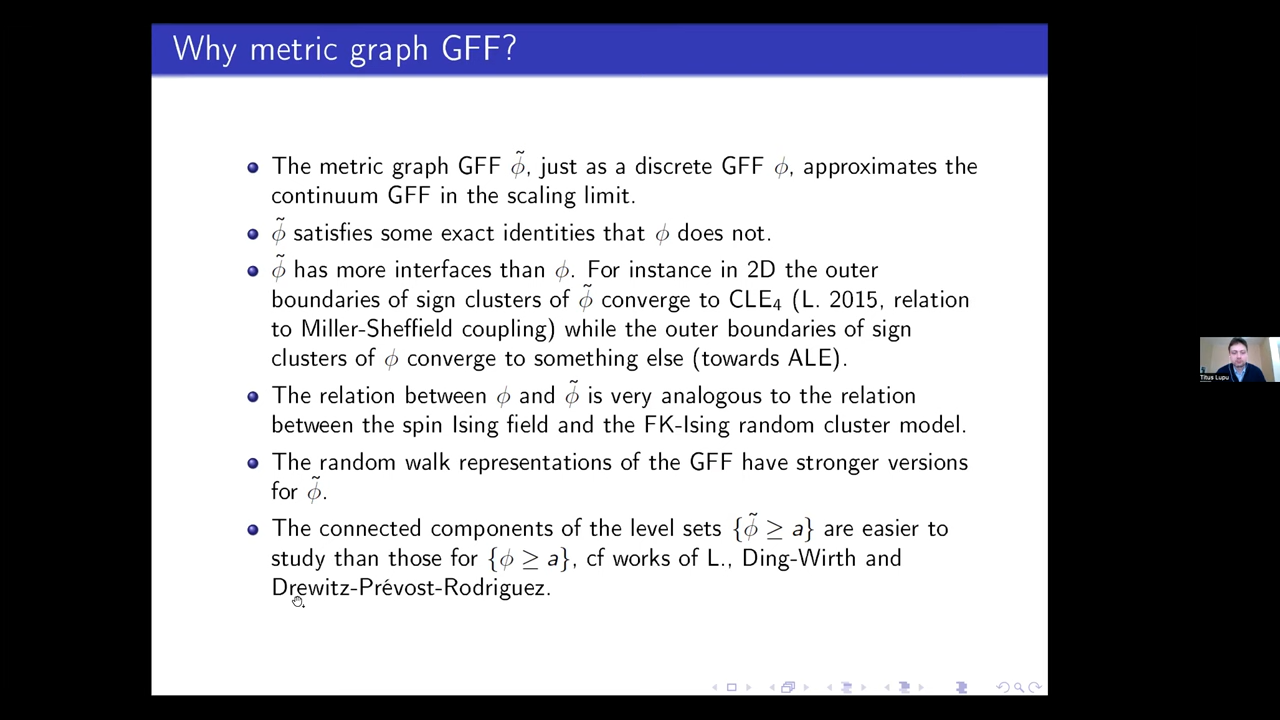 Why metric graph GFF?
The metric graph GFF ϕ̃, just as a discrete GFF ϕ, approximates the
continuum GFF in the scaling limit.
ϕ̃ satisfies some exact identities that ϕ does not.
ϕ̃ has more interfaces than ϕ. For instance in 2D the outer
boundaries of sign clusters of ϕ̃ converge to CLE₄ (L. 2015, relation
to Miller-Sheffield coupling) while the outer boundaries of sign
clusters of ϕ converge to something else (towards ALE).
The relation between ϕ and ϕ̃ is very analogous to the relation
between the spin Ising field and the FK-Ising random cluster model.
The random walk representations of the GFF have stronger versions
for ϕ̃.
The connected components of the level sets {ϕ̃ ≥ a} are easier to
study than those for {ϕ ≥ a}, cf works of L., Ding-Wirth and
Drewitz-Prévost-Rodriguez.
Titus Lupu